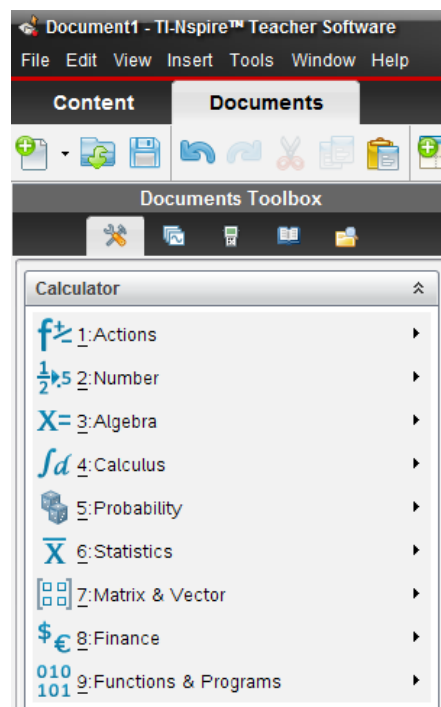 Document1 - TI-Nspire™ Teacher Software
File Edit View Insert Tools Window Help
Content Documents
Documents Toolbox
Calculator
1:Actions
2:Number
3:Algebra
4:Calculus
5:Probability
6:Statistics
7:Matrix & Vector
8:Finance
9:Functions & Programs